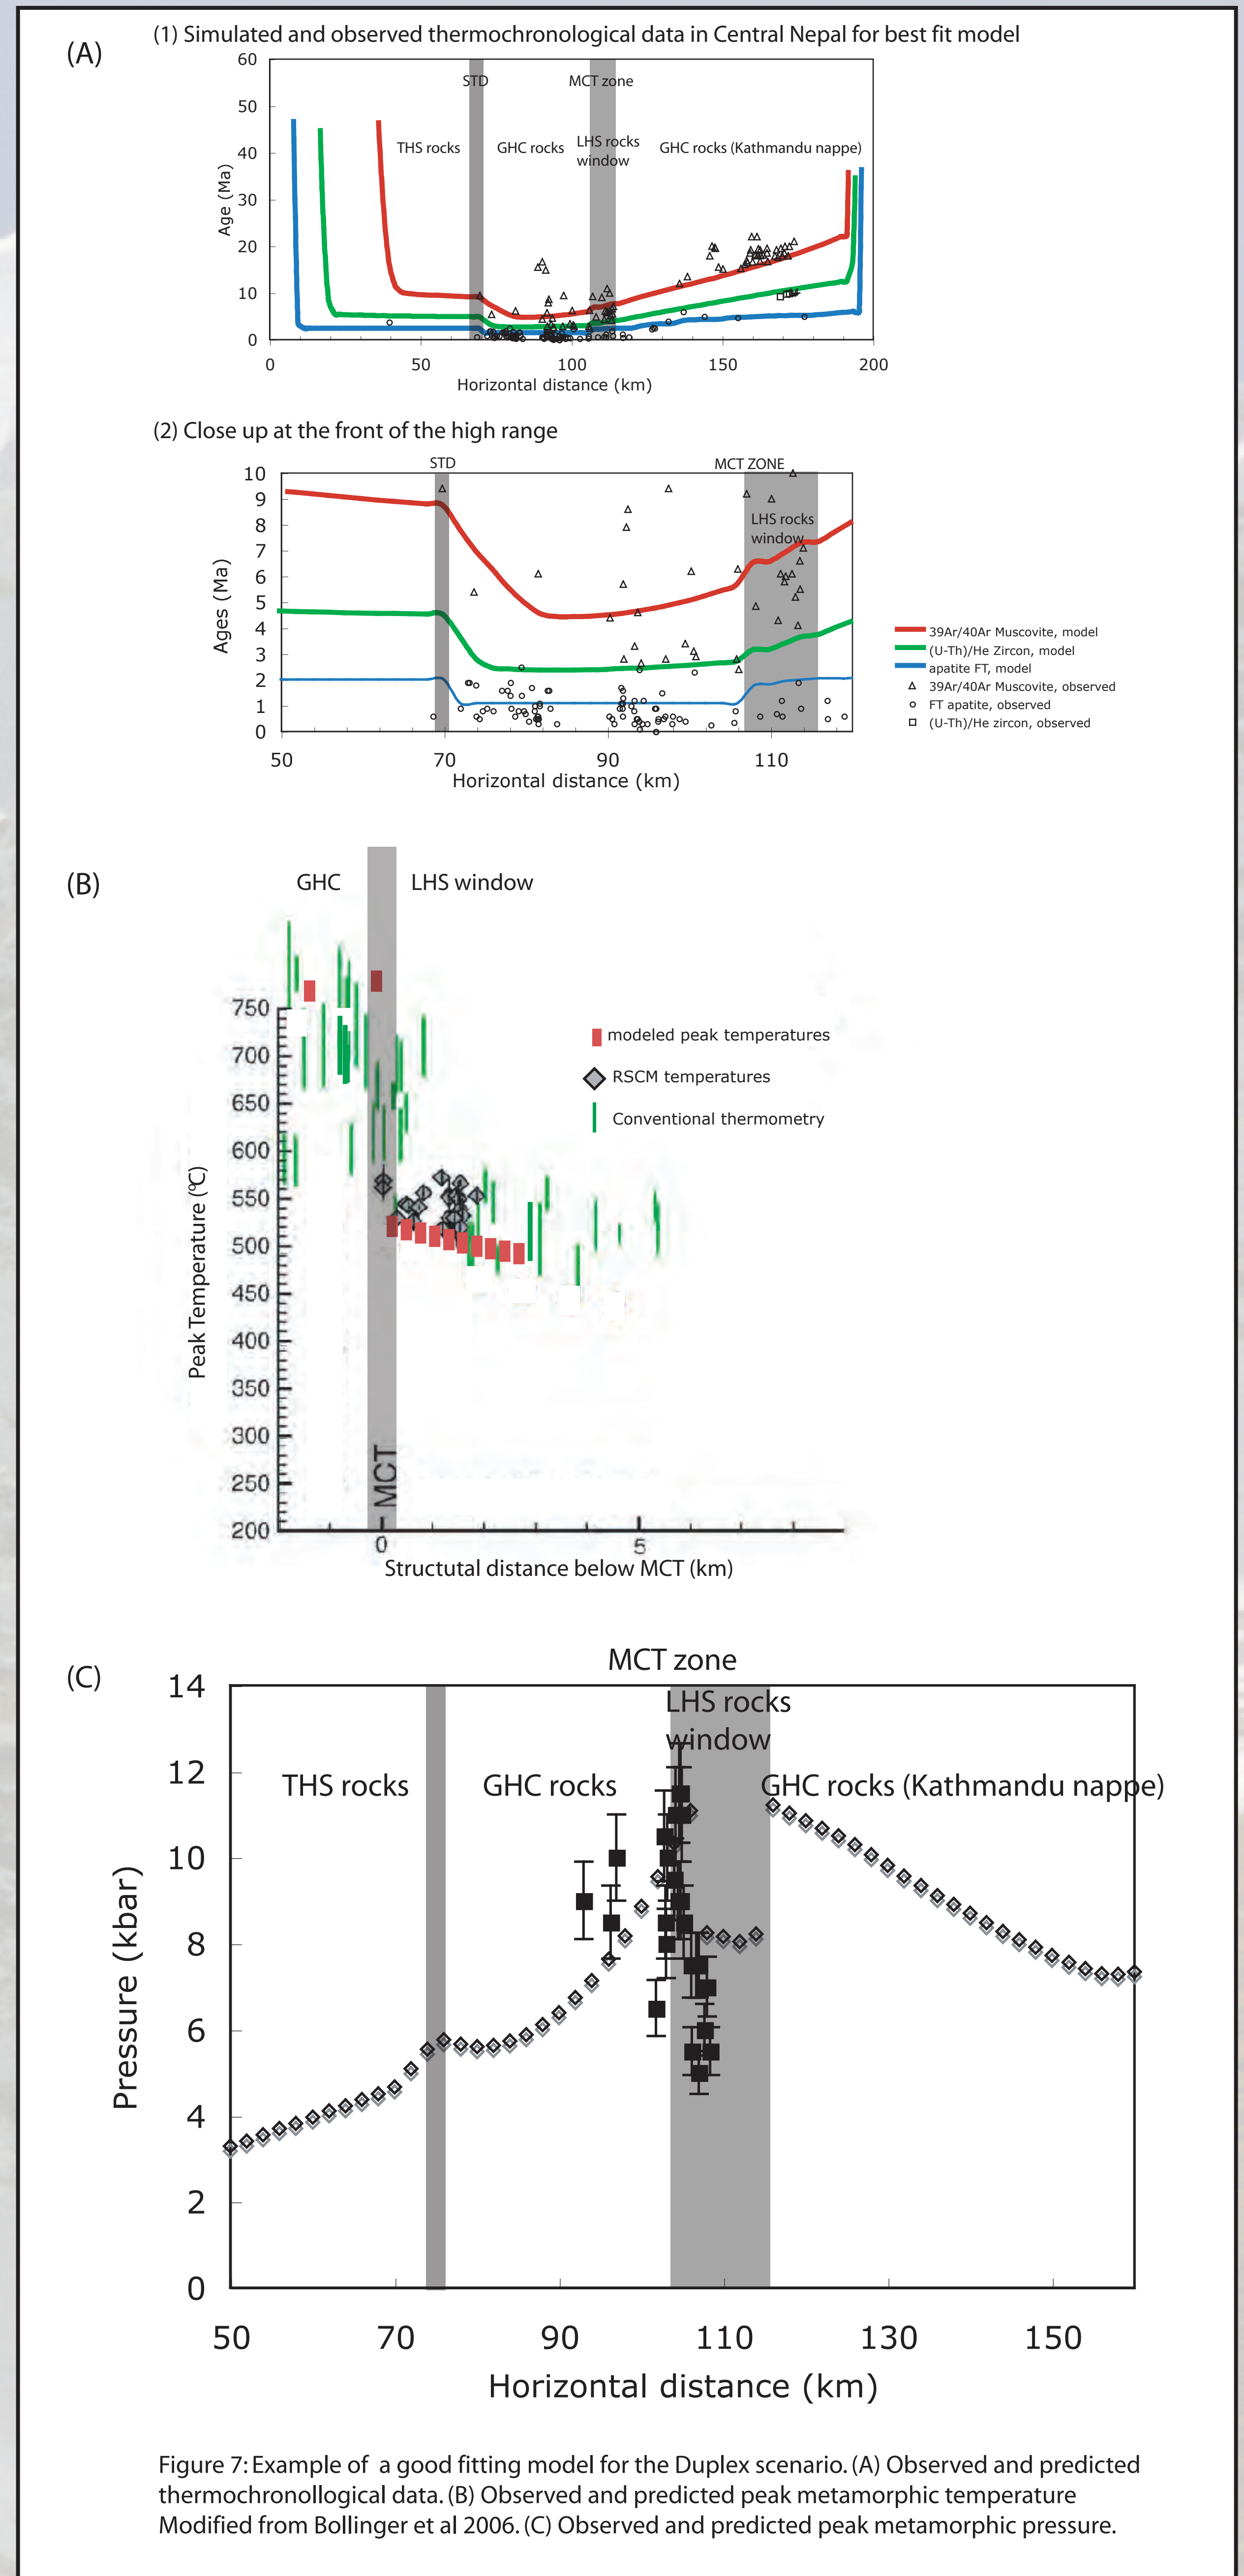 (A)
(1) Simulated and observed thermochronological data in Central Nepal for best fit model
60
50
40
30
20
10
0
Age (Ma)
STD
MCT zone
THS rocks
GHC rocks
LHS rocks
window
GHC rocks (Kathmandu nappe)
0
50
100
150
200
Horizontal distance (km)
(2) Close up at the front of the high range
STD
MCT ZONE
10
9
8
7
6
5
4
3
2
1
0
Ages (Ma)
LHS rocks
window
50
70
90
110
Horizontal distance (km)
39Ar/40Ar Muscovite, model
(U-Th)/He Zircon, model
apatite FT, model
39Ar/40Ar Muscovite, observed
FT apatite, observed
(U-Th)/He zircon, observed
(B)
GHC
LHS window
750
700
650
600
550
500
450
400
350
300
250
200
Peak Temperature (°C)
modeled peak temperatures
RSCM temperatures
Conventional thermometry
MCT
0
5
Structutal distance below MCT (km)
(C)
MCT zone
LHS rocks
window
THS rocks
GHC rocks
GHC rocks (Kathmandu nappe)
14
12
10
8
6
4
2
0
Pressure (kbar)
50
70
90
110
130
150
Horizontal distance (km)
Figure 7: Example of a good fitting model for the Duplex scenario. (A) Observed and predicted
thermochronollogical data. (B) Observed and predicted peak metamorphic temperature
Modified from Bollinger et al 2006. (C) Observed and predicted peak metamorphic pressure.